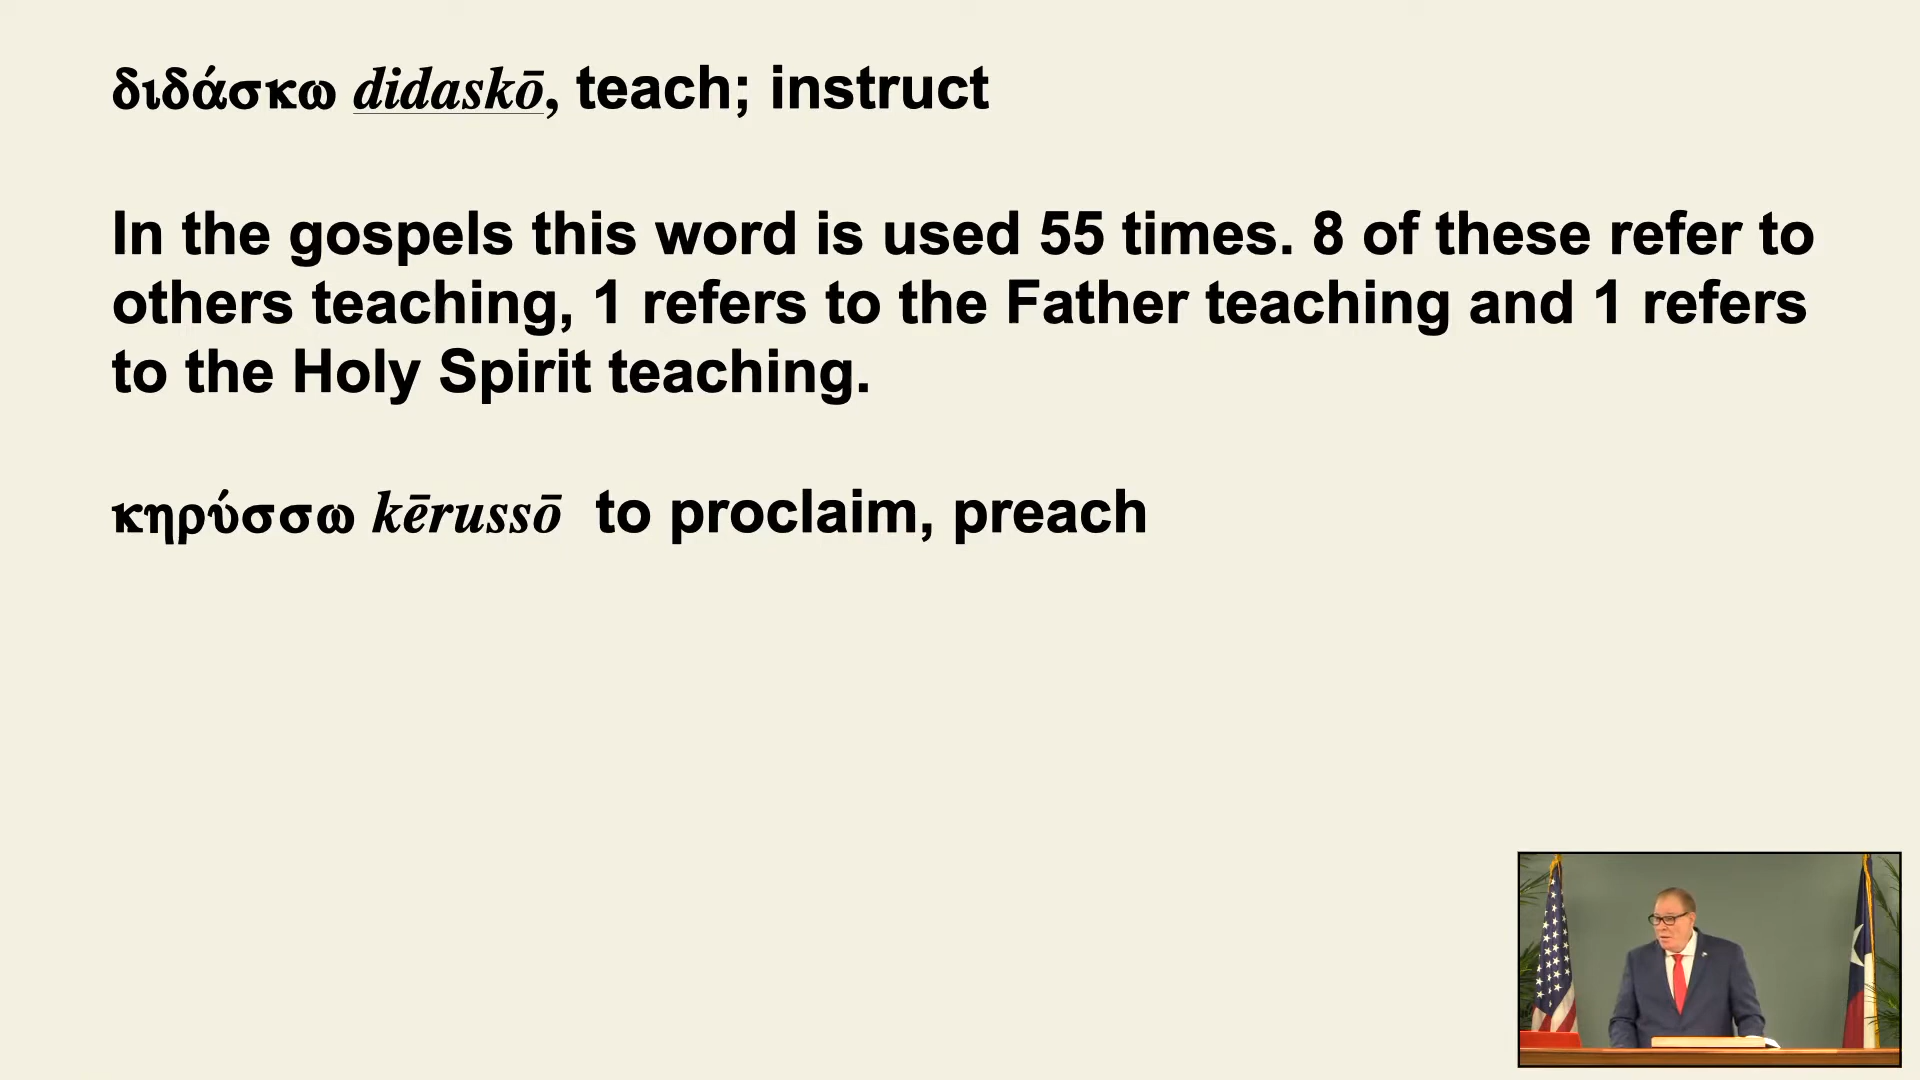 διδάσκω didaskō, teach; instruct
In the gospels this word is used 55 times. 8 of these refer to
others teaching, 1 refers to the Father teaching and 1 refers
to the Holy Spirit teaching.
κηρύσσω kērussō to proclaim, preach